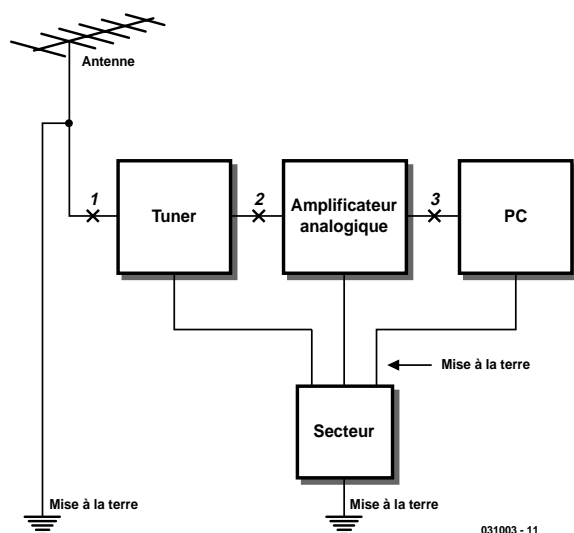 Antenne
1
2
3
Tuner
Amplificateur
analogique
PC
Mise à la terre
Secteur
Mise à la terre
Mise à la terre
031003 - 11